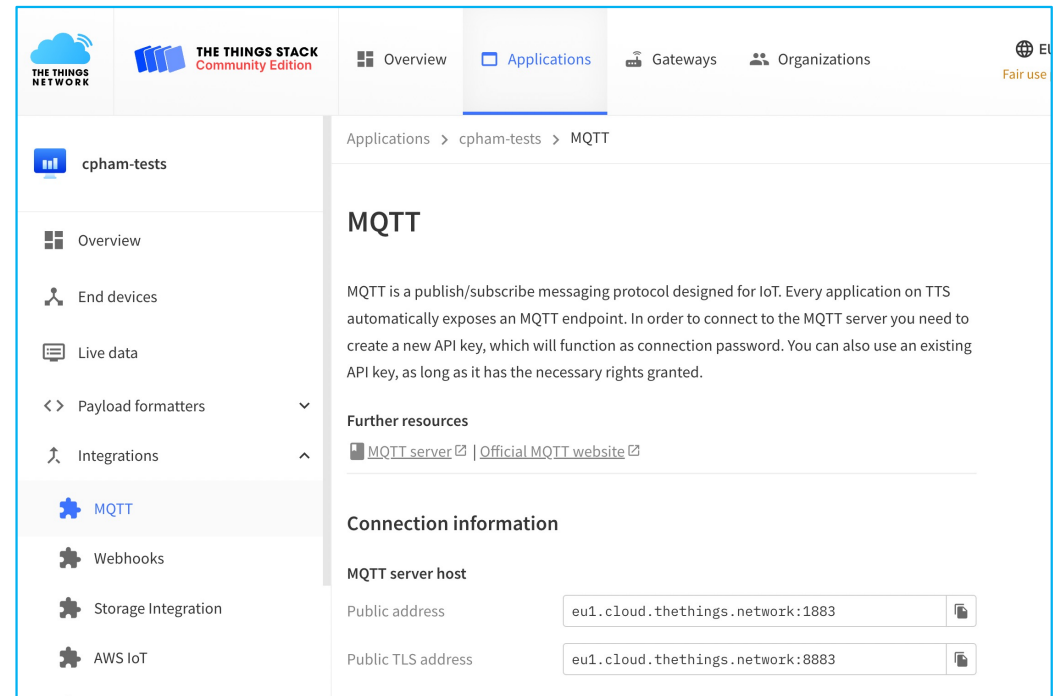 THE THINGS
NETWORK
THE THINGS STACK
Community Edition
Overview
Applications
Gateways
Organizations
Fair use
cpham-tests
Overview
End devices
Live data
Payload formatters
Integrations
MQTT
Webhooks
Storage Integration
AWS IoT
Applications > cpham-tests > MQTT
MQTT
MQTT is a publish/subscribe messaging protocol designed for IoT. Every application on TTS
automatically exposes an MQTT endpoint. In order to connect to the MQTT server you need to
create a new API key, which will function as connection password. You can also use an existing
API key, as long as it has the necessary rights granted.
Further resources
MQTT server | Official MQTT website
Connection information
MQTT server host
Public address eu1.cloud.thethings.network:1883
Public TLS address eu1.cloud.thethings.network:8883